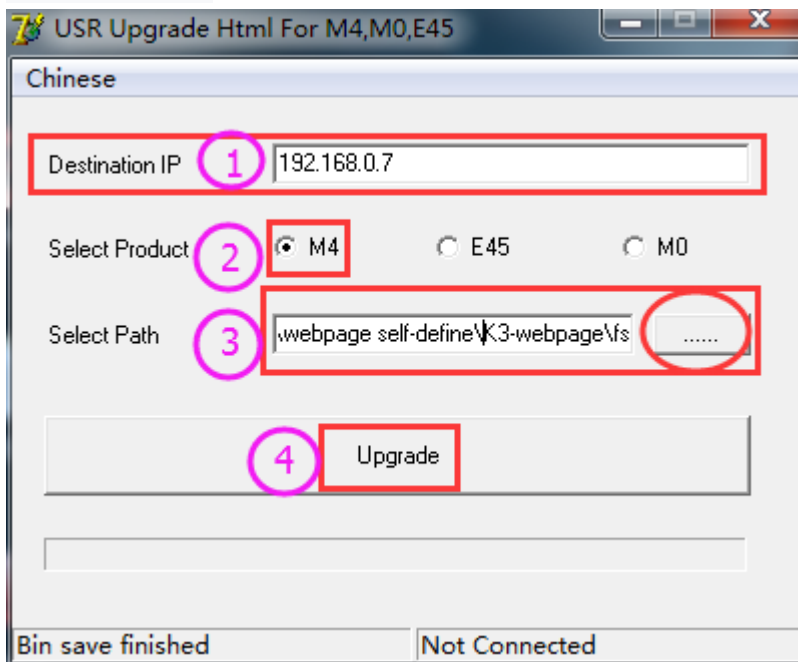 USR Upgrade Html For M4,M0,E45
Chinese
Destination IP 1 192.168.0.7
Select Product 2 M4 E45 M0
Select Path 3 \webpage self-define\K3-webpage\fs ......
4 Upgrade
Bin save finished Not Connected